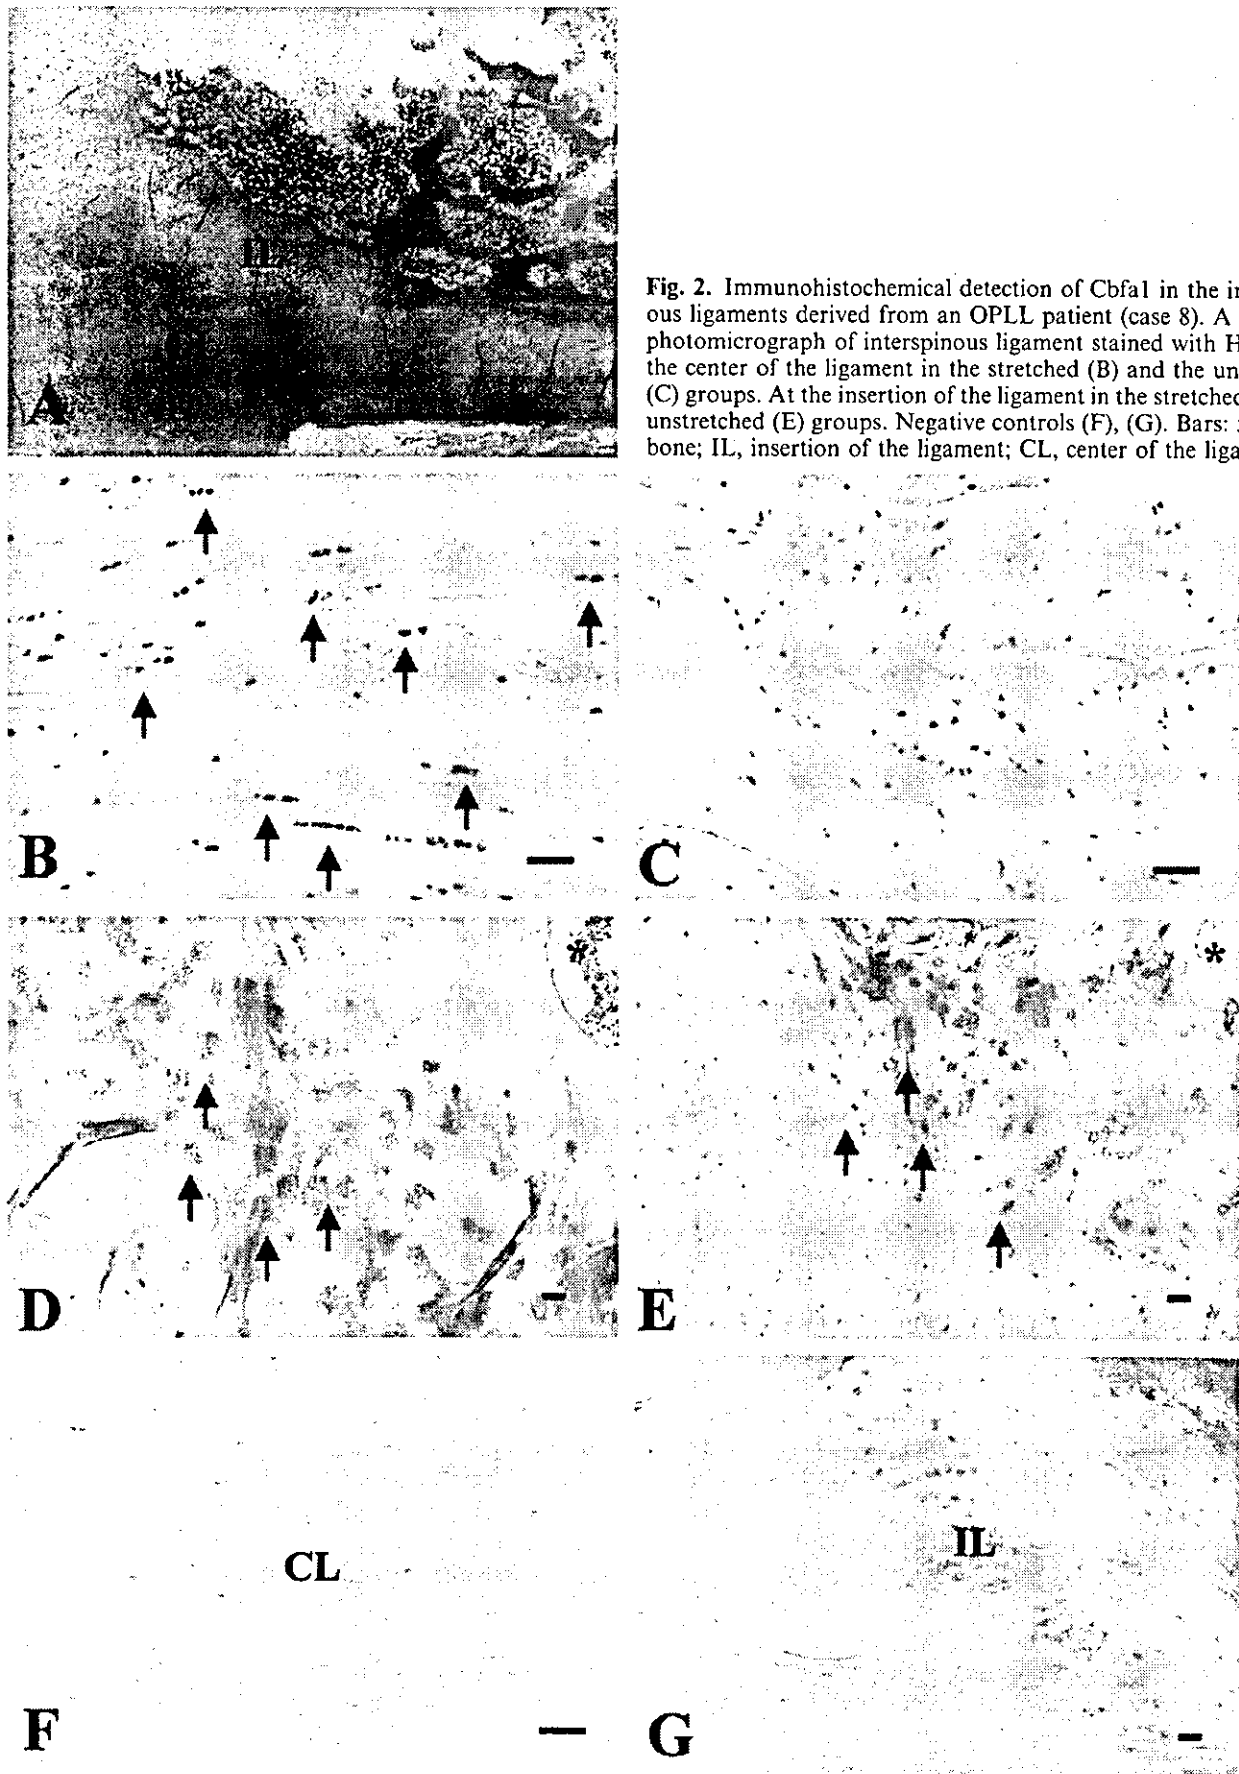 IL
A
Fig. 2. Immunohistochemical detection of Cbfa1 in the in
ous ligaments derived from an OPLL patient (case 8). A
photomicrograph of interspinous ligament stained with H
the center of the ligament in the stretched (B) and the un
(C) groups. At the insertion of the ligament in the stretched
unstretched (E) groups. Negative controls (F), (G). Bars:
bone; IL, insertion of the ligament; CL, center of the liga
B
C
*
D
*
E
CL
F
IL
G